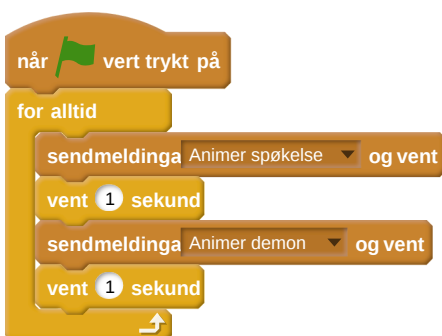 når vert trykt på
for alltid
sendmeldinga Animer spøkelse og vent
vent 1 sekund
sendmeldinga Animer demon og vent
vent 1 sekund